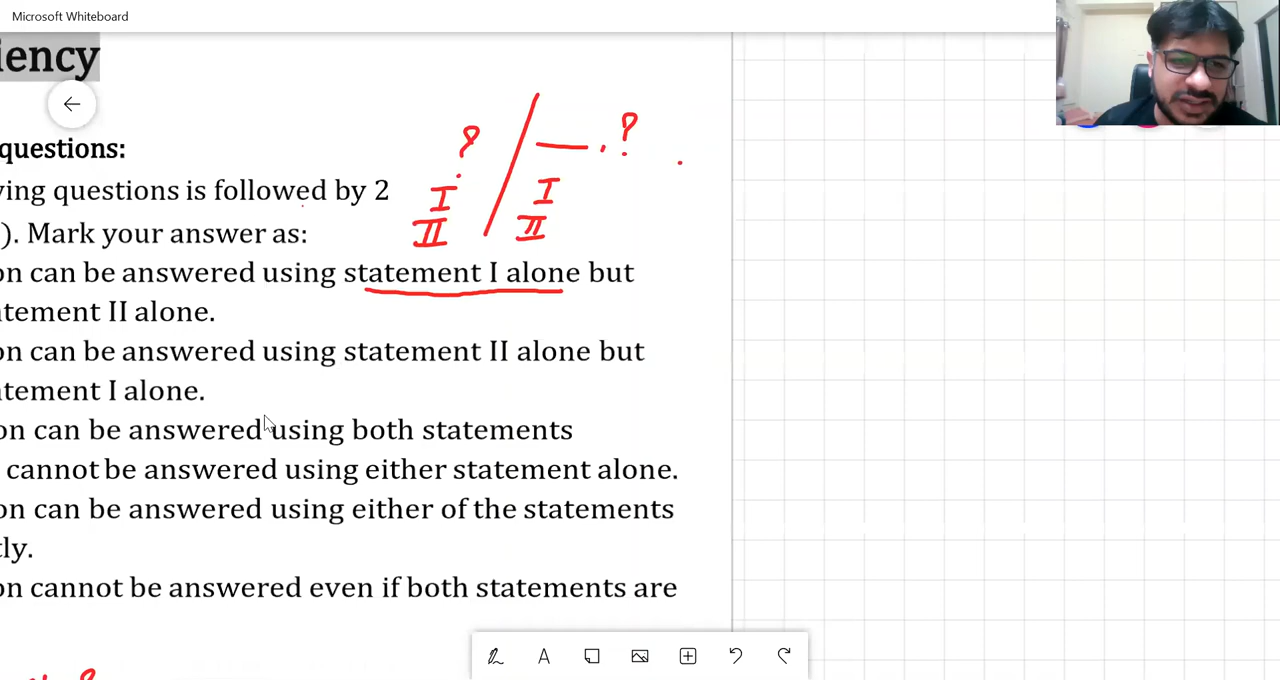 Microsoft Whiteboard
iency
questions:
ying questions is followed by 2
). Mark your answer as:
on can be answered using statement I alone but
atement II alone.
on can be answered using statement II alone but
atement I alone.
on can be answered using both statements
cannot be answered using either statement alone.
on can be answered using either of the statements
tly.
on cannot be answered even if both statements are
?
I
II
?
I
II
?
A